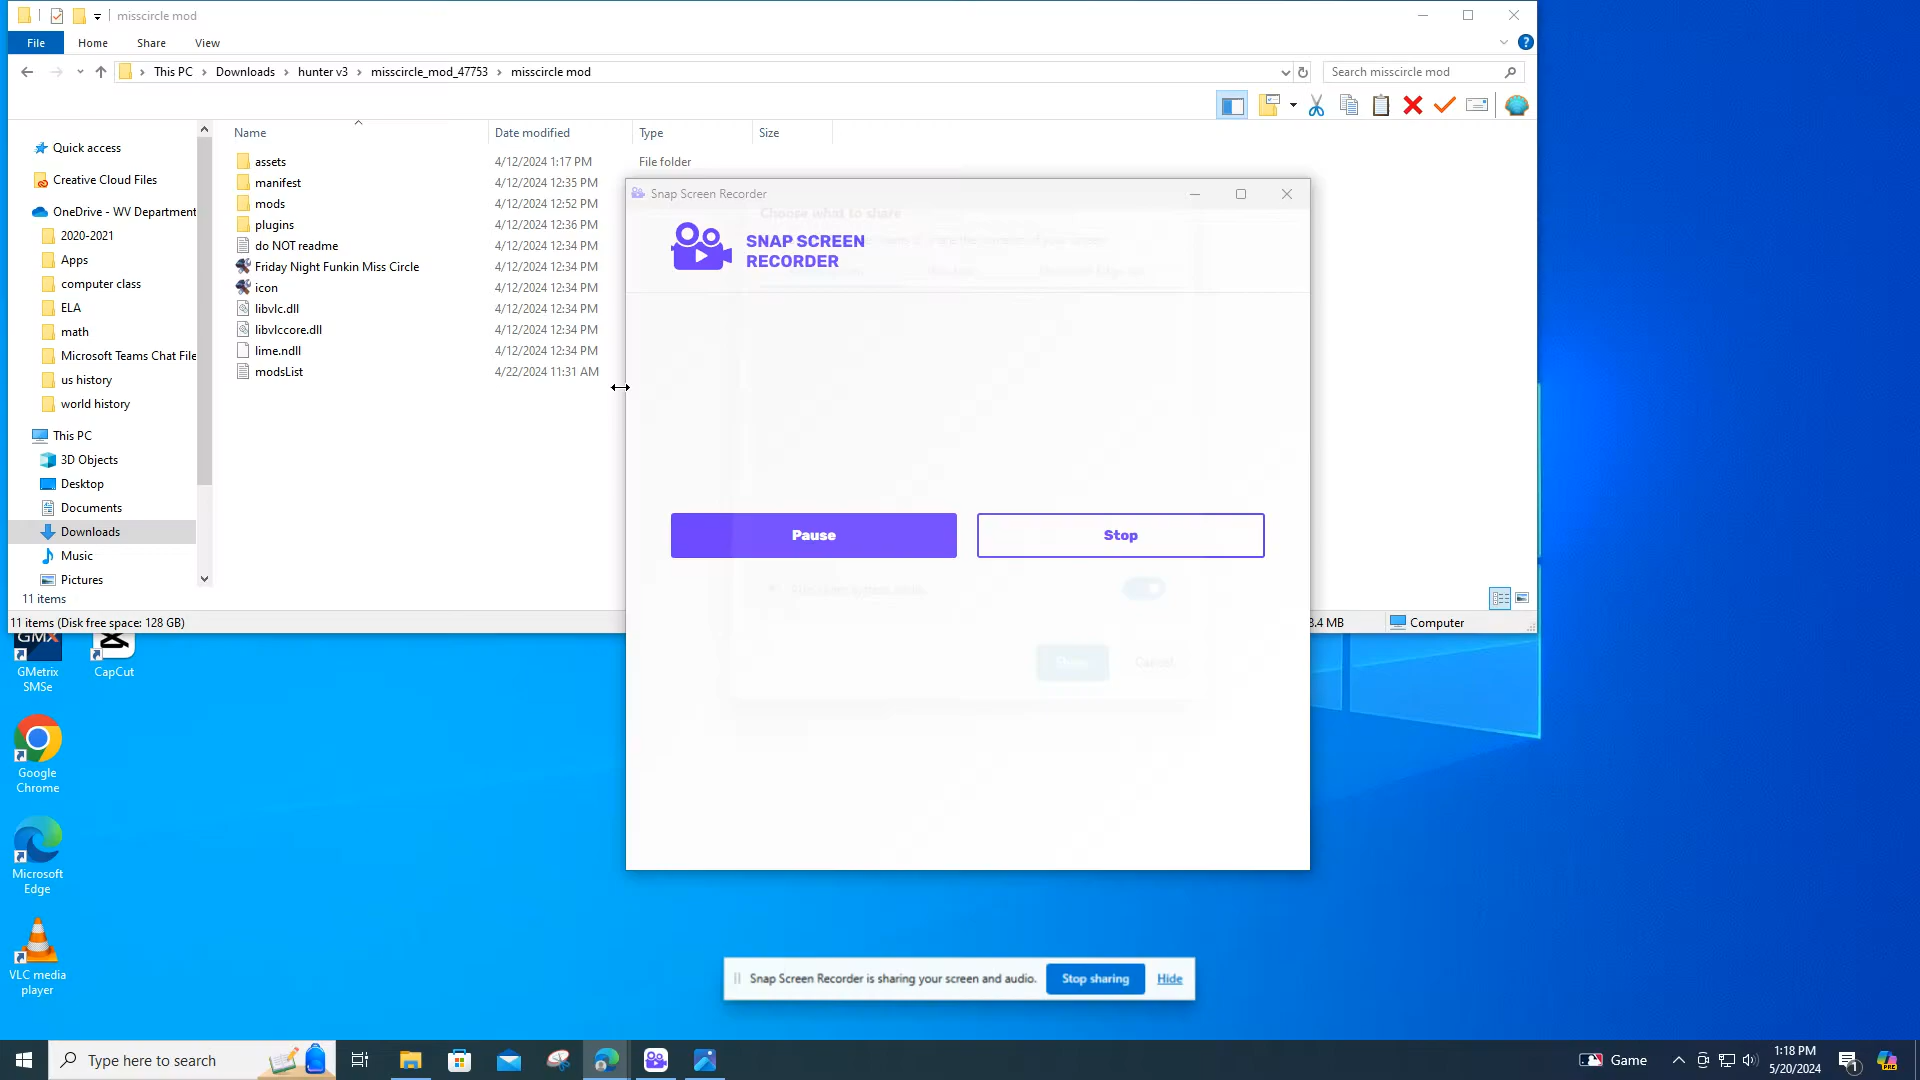 misscircle mod
File
Home
Share
View
This PC
Downloads
hunter v3
misscircle_mod_47753
misscircle mod
Search misscircle mod
Name
Date modified
Type
Size
Quick access
Creative Cloud Files
OneDrive - WV Department
2020-2021
Apps
computer class
ELA
math
Microsoft Teams Chat File
us history
world history
This PC
3D Objects
Desktop
Documents
Downloads
Music
Pictures
assets 4/12/2024 1:17 PM File folder
manifest 4/12/2024 12:35 PM
mods 4/12/2024 12:52 PM
plugins 4/12/2024 12:36 PM
do NOT readme 4/12/2024 12:34 PM
Friday Night Funkin Miss Circle 4/12/2024 12:34 PM
icon 4/12/2024 12:34 PM
libvlc.dll 4/12/2024 12:34 PM
libvlccore.dll 4/12/2024 12:34 PM
lime.ndll 4/12/2024 12:34 PM
modsList 4/22/2024 11:31 AM
11 items
11 items (Disk free space: 128 GB)
Computer
Snap Screen Recorder
SNAP SCREEN
RECORDER
Choose what to share
Pause
Stop
Cancel
GMetrix
SMSe
CapCut
Google
Chrome
Microsoft
Edge
VLC media
player
Snap Screen Recorder is sharing your screen and audio.
Stop sharing
Hide
Type here to search
Game
1:18 PM
5/20/2024
1